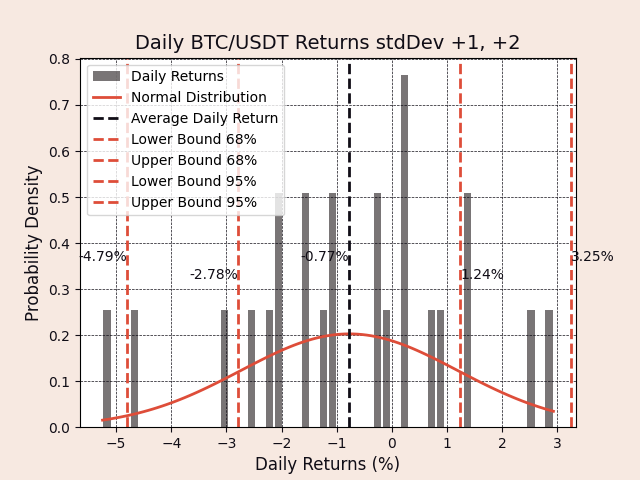 Daily BTC/USDT Returns stdDev +1, +2
Probability Density
0.8
0.7
0.6
0.5
0.4
0.3
0.2
0.1
0.0
Daily Returns
Normal Distribution
Average Daily Return
Lower Bound 68%
Upper Bound 68%
Lower Bound 95%
Upper Bound 95%
-4.79%
-2.78%
-0.77%
1.24%
3.25%
−5 −4 −3 −2 −1 0 1 2 3
Daily Returns (%)